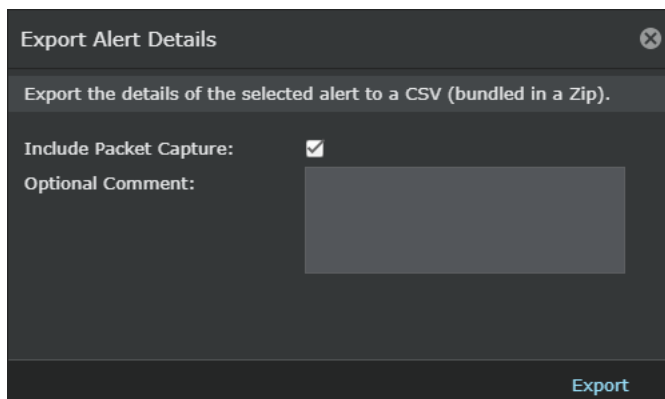 Export Alert Details
Export the details of the selected alert to a CSV (bundled in a Zip).
Include Packet Capture:
Optional Comment:
Export